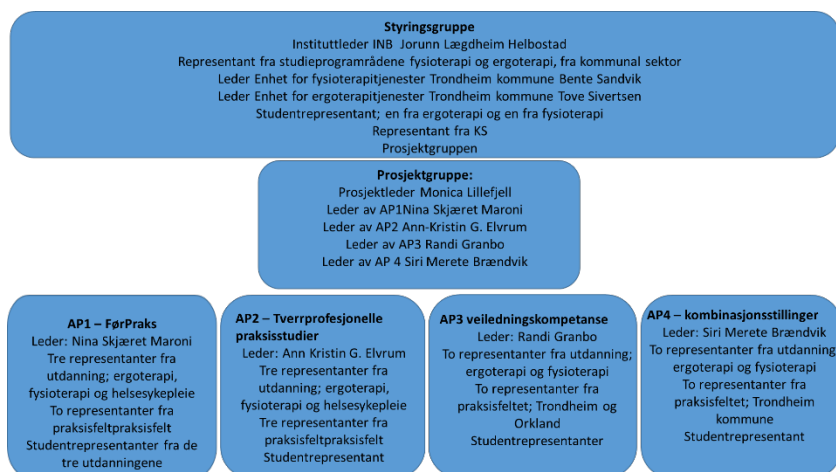 Styringsgruppe
Instituttleder INB  Jorunn Lægdheim Helbostad
Representant fra studieprogrområdene fysioterapi og ergoterapi, fra kommunal sektor
Leder Enhet for fysioterapitjenester Trondheim kommune Bente Sandvik
Leder Enhet for ergoterapitjenester Trondheim kommune Tove Sivertsen
Studentrepresentant; en fra ergoterapi og en fra fysioterapi
Representant fra KS
Prosjektgruppen
Prosjektgruppe:
Prosjektleder Monica Lillefjell
Leder av AP1Nina Skjæret Maroni
Leder av AP2 Ann-Kristin G. Elvrum
Leder av AP3 Randi Granbo
Leder av AP 4 Siri Merete Brændvik
AP1 – FørPraks
Leder: Nina Skjæret Maroni
Tre representanter fra
utdanning; ergoterapi,
fysioterapi og helsesykepleie
To representanter fra
praksisfeltpraksisfelt
Studentrepresentanter fra de
tre utdanningene
AP2 – Tverrprofesjonelle
praksisstudier
Leder: Ann Kristin G. Elvrum
Tre representanter fra
utdanning; ergoterapi,
fysioterapi og helsesykepleie
Tre representanter fra
praksisfeltpraksisfelt
Studentrepresentant
AP3 veiledningskompetanse
Leder: Randi Granbo
To representanter fra utdanning;
ergoterapi og fysioterapi
To representanter fra
praksisfeltet; Trondheim og
Orkland
Studentrepresentanter
AP4 – kombinasjonsstillinger
Leder: Siri Merete Brændvik
To representanter fra utdanning
ergoterapi og fysioterapi
To representanter fra
praksisfeltet; Trondheim
kommune
Studentrepresentant